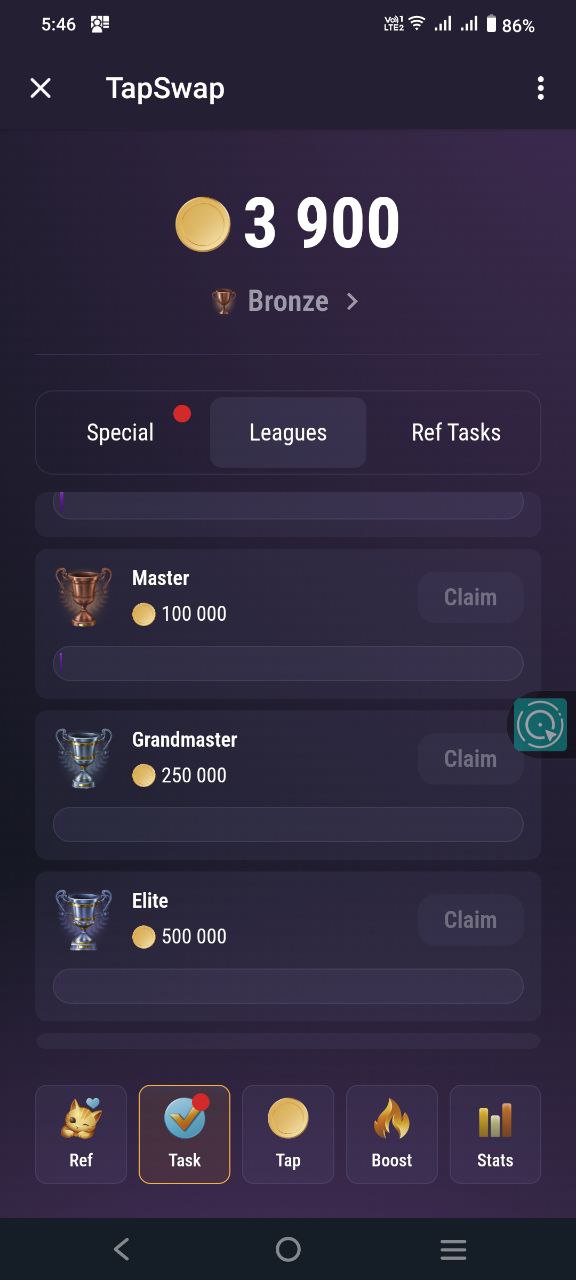 5:46
Vo) 1
LTE2
86%
TapSwap
3 900
Bronze
Special
Leagues
Ref Tasks
Master
100 000
Claim
Grandmaster
250 000
Claim
Elite
500 000
Claim
Ref
Task
Tap
Boost
Stats